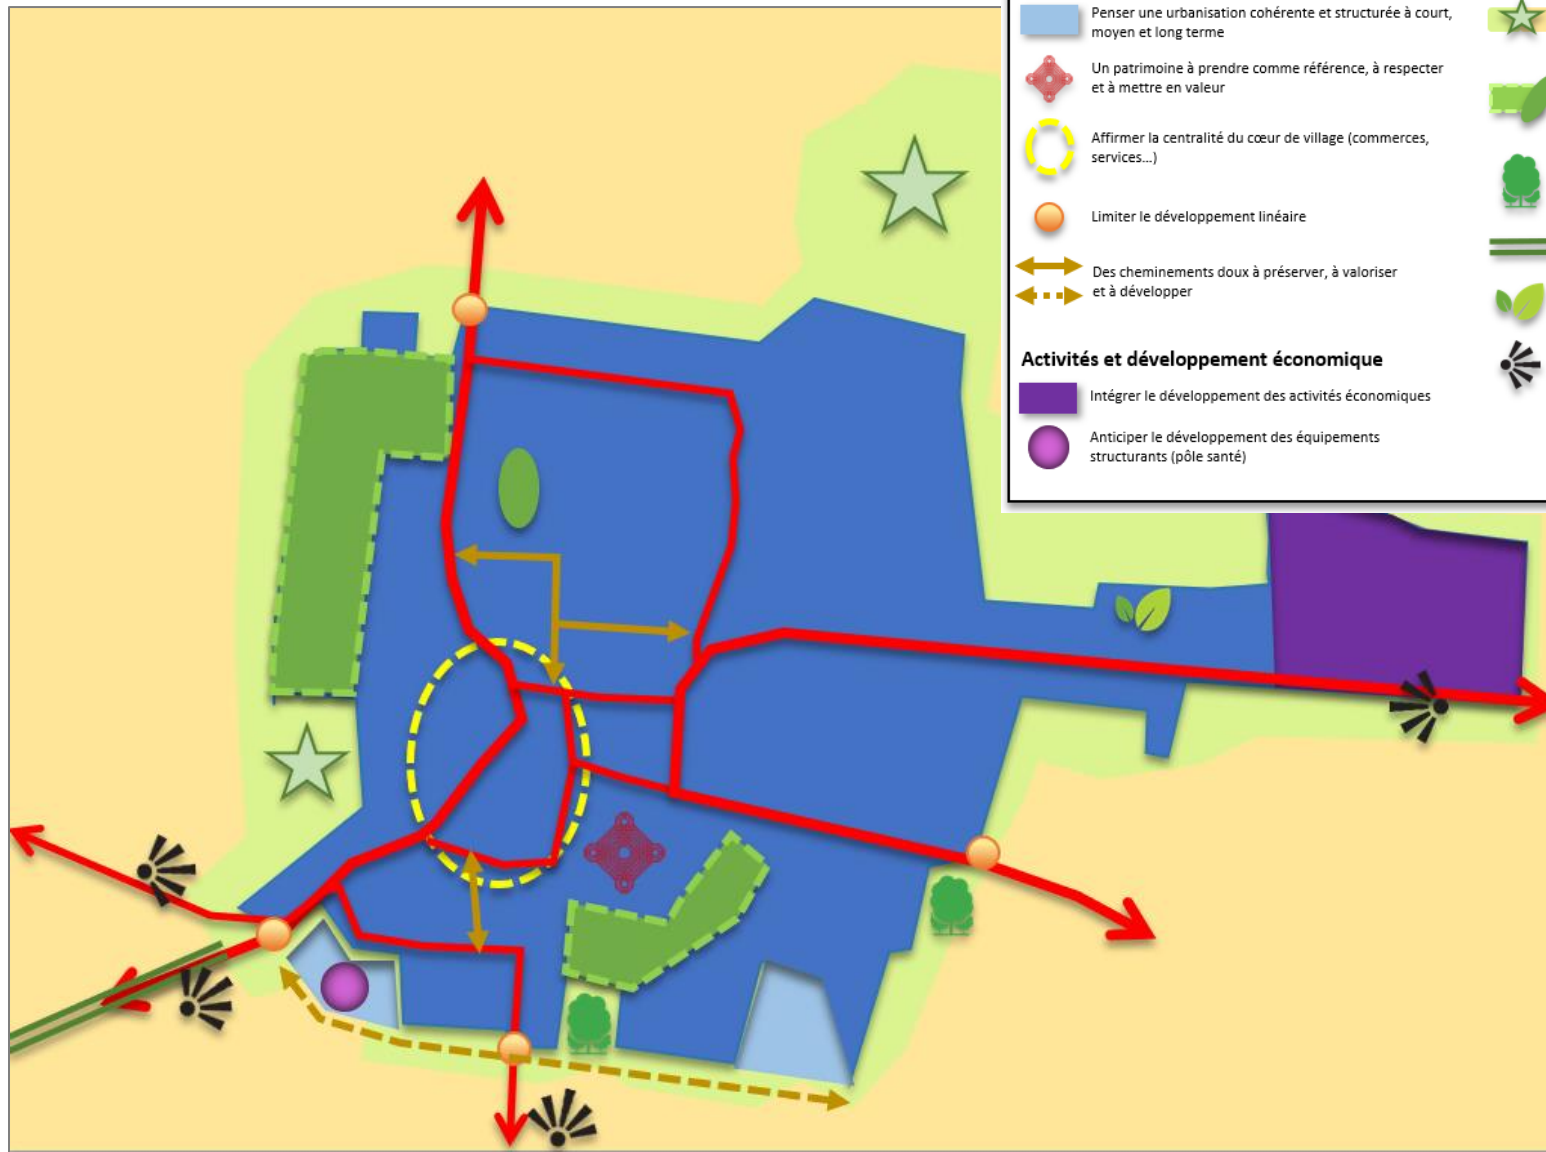 Penser une urbanisation cohérente et structurée à court,
moyen et long terme
Un patrimoine à prendre comme référence, à respecter
et à mettre en valeur
Affirmer la centralité du cœur de village (commerces,
services...)
Limiter le développement linéaire
Des cheminements doux à préserver, à valoriser
et à développer
Activités et développement économique
Intégrer le développement des activités économiques
Anticiper le développement des équipements
structurants (pôle santé)